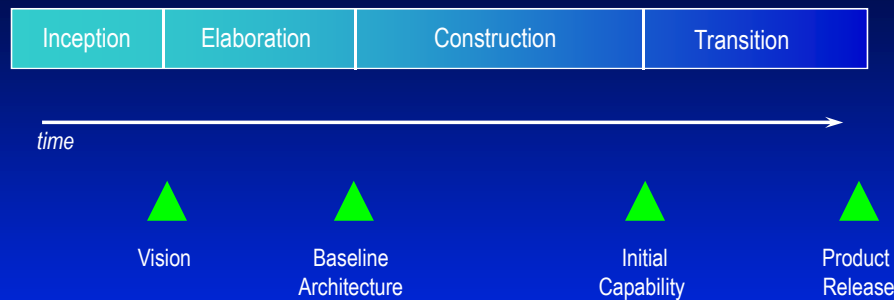 Inception Elaboration Construction Transition
time
Vision Baseline Initial Product
Architecture Capability Release